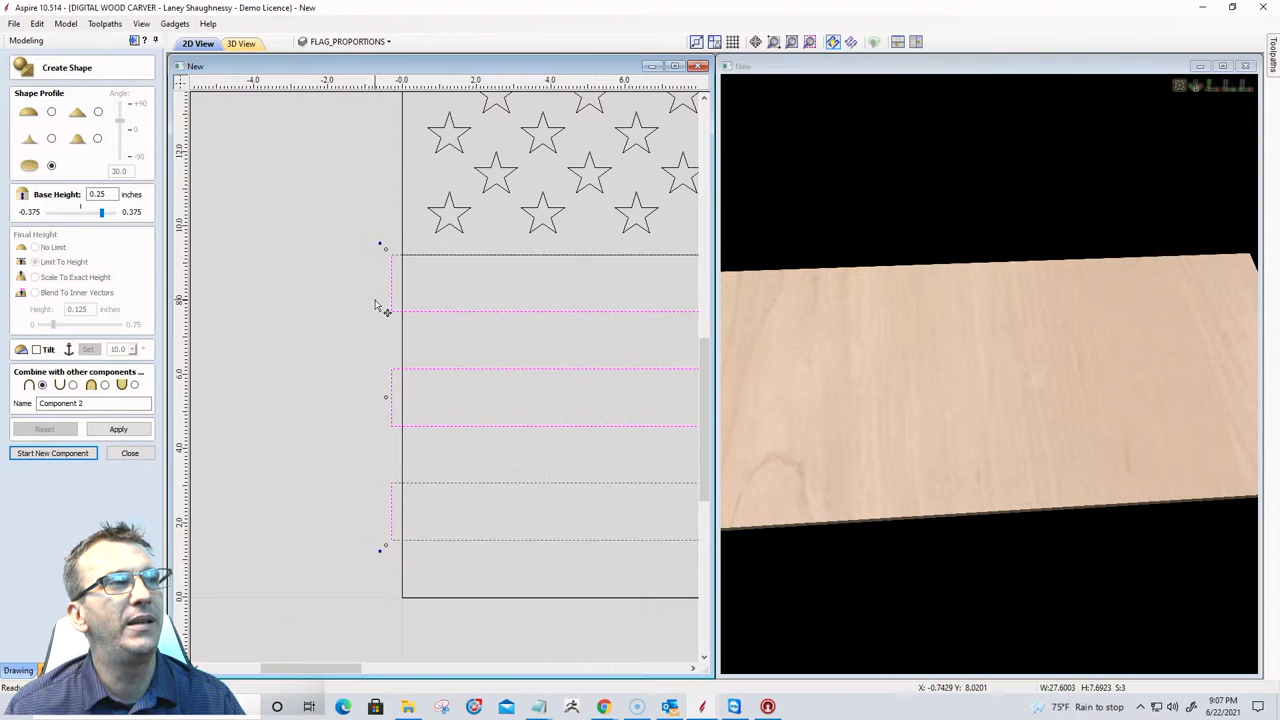 Aspire 10.514 - (DIGITAL WOOD CARVER - Laney Shaughnessy - Demo Licence) - New
File Edit Model Toolpaths View Gadgets Help
Modeling ?
2D View 3D View FLAG_PROPORTIONS
Create Shape
Shape Profile Angle:
+90
0
-90
30.0
Base Height: 0.25 inches
-0.375 0.375
Final Height
No Limit
Limit To Height
Scale To Exact Height
Blend To Inner Vectors
Height: 0.125 inches
0 0.75
Tilt Set 10.0 °
Combine with other components ...
Name Component 2
Reset Apply
Start New Component Close
Drawing
New
-4.0 -2.0 -0.0 2.0 4.0 6.0
12.0
10.0
8.0
6.0
4.0
2.0
0.0
New
Toolpaths
X: -0.7429 Y: 8.0201 W:27.6003 H:7.6923 S:3
75°F Rain to stop
9:07 PM
6/22/2021